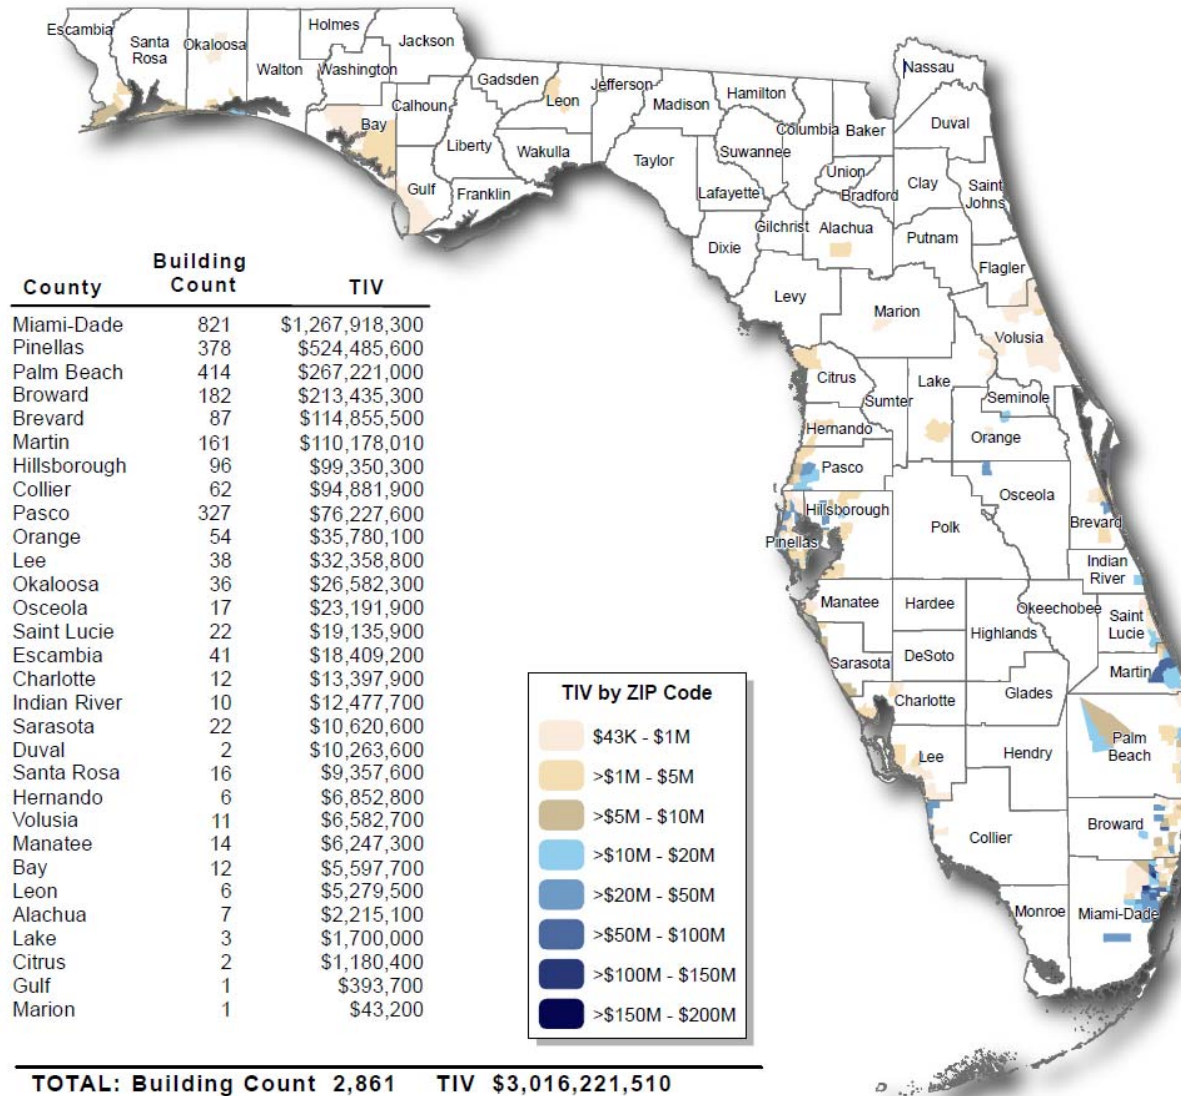 Escambia
Santa
Rosa
Okaloosa
Walton
Holmes
Washington
Jackson
Bay
Calhoun
Gulf
Gadsden
Liberty
Franklin
Leon
Wakulla
Jefferson
Madison
Taylor
Hamilton
Suwannee
Lafayette
Dixie
Columbia
Gilchrist
Baker
Union
Bradford
Alachua
Levy
Nassau
Duval
Clay
Saint
Johns
Putnam
Flagler
Marion
Volusia
Citrus
Sumter
Lake
Seminole
Hernando
Orange
Pasco
Osceola
Hillsborough
Polk
Brevard
Pinellas
Indian
River
Manatee
Hardee
Okeechobee
Saint
Lucie
Highlands
Sarasota
DeSoto
Martin
Charlotte
Glades
Palm
Beach
Lee
Hendry
Broward
Collier
Monroe
Miami-Dade
County Building Count TIV
Miami-Dade 821 $1,267,918,300
Pinellas 378 $524,485,600
Palm Beach 414 $267,221,000
Broward 182 $213,435,300
Brevard 87 $114,855,500
Martin 161 $110,178,010
Hillsborough 96 $99,350,300
Collier 62 $94,881,900
Pasco 327 $76,227,600
Orange 54 $35,780,100
Lee 38 $32,358,800
Okaloosa 36 $26,582,300
Osceola 17 $23,191,900
Saint Lucie 22 $19,135,900
Escambia 41 $18,409,200
Charlotte 12 $13,397,900
Indian River 10 $12,477,700
Sarasota 22 $10,620,600
Duval 2 $10,263,600
Santa Rosa 16 $9,357,600
Hernando 6 $6,852,800
Volusia 11 $6,582,700
Manatee 14 $6,247,300
Bay 12 $5,597,700
Leon 6 $5,279,500
Alachua 7 $2,215,100
Lake 3 $1,700,000
Citrus 2 $1,180,400
Gulf 1 $393,700
Marion 1 $43,200
TIV by ZIP Code
$43K - $1M
>$1M - $5M
>$5M - $10M
>$10M - $20M
>$20M - $50M
>$50M - $100M
>$100M - $150M
>$150M - $200M
TOTAL: Building Count 2,861 TIV $3,016,221,510